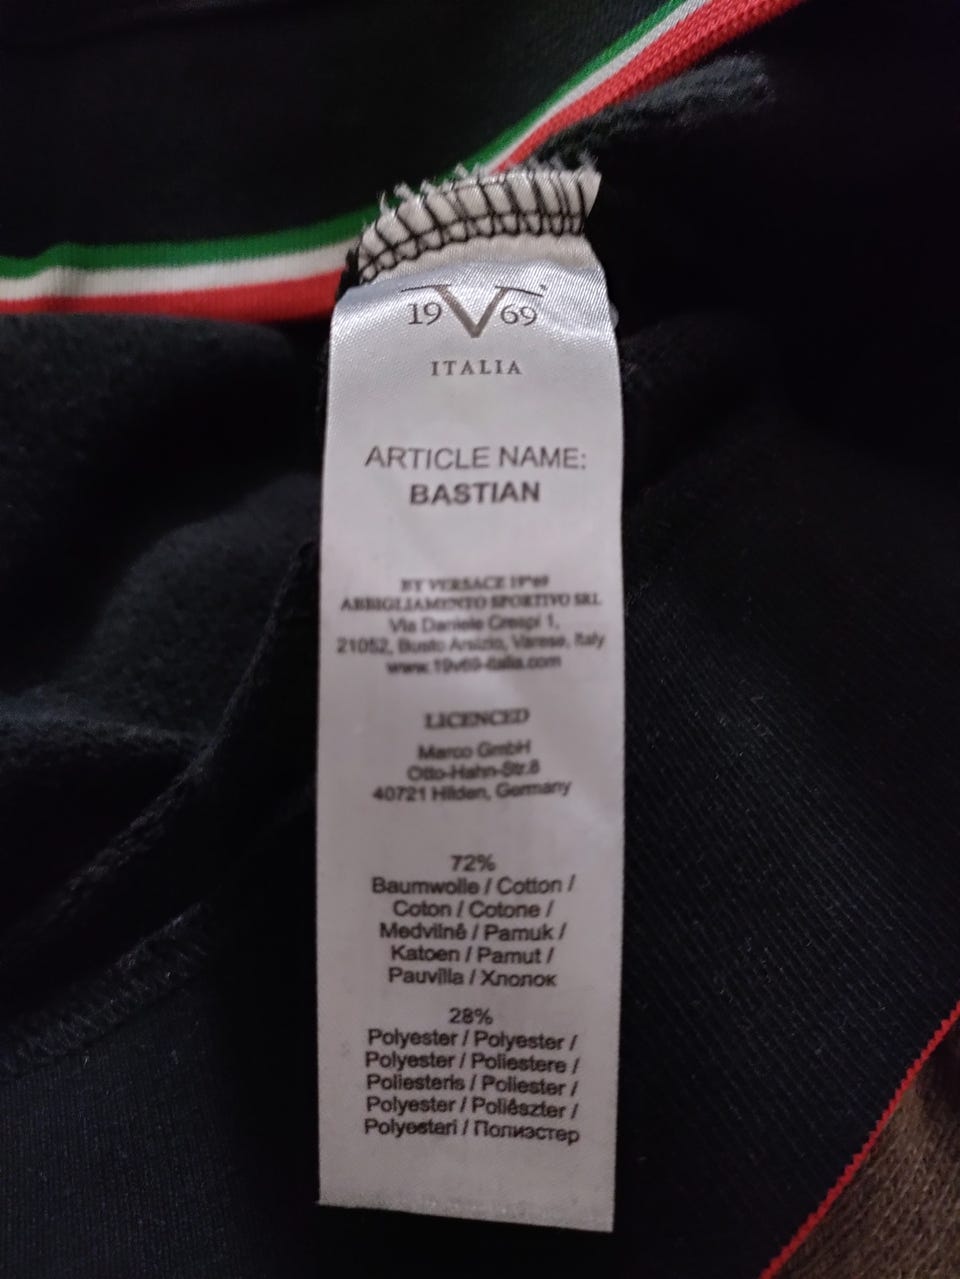 19V69
ITALIA
ARTICLE NAME:
BASTIAN
BY VERSACE 19*69
ABBIGLIAMENTO SPORTIVO SRL
Via Daniele Crespi 1,
21052, Busto Arsizio, Varese, Italy
www.19v69-italia.com
LICENCED
Marco GmbH
Otto-Hahn-Str.8
40721 Hilden, Germany
72%
Baumwolle / Cotton /
Coton / Cotone /
Medvilnė / Pamuk /
Katoen / Pamut /
Pauvilla / Хлопок
28%
Polyester / Polyester /
Polyester / Poliestere /
Poliesteris / Poliester /
Polyester / Poliészter /
Polyesteri / Полиэстер